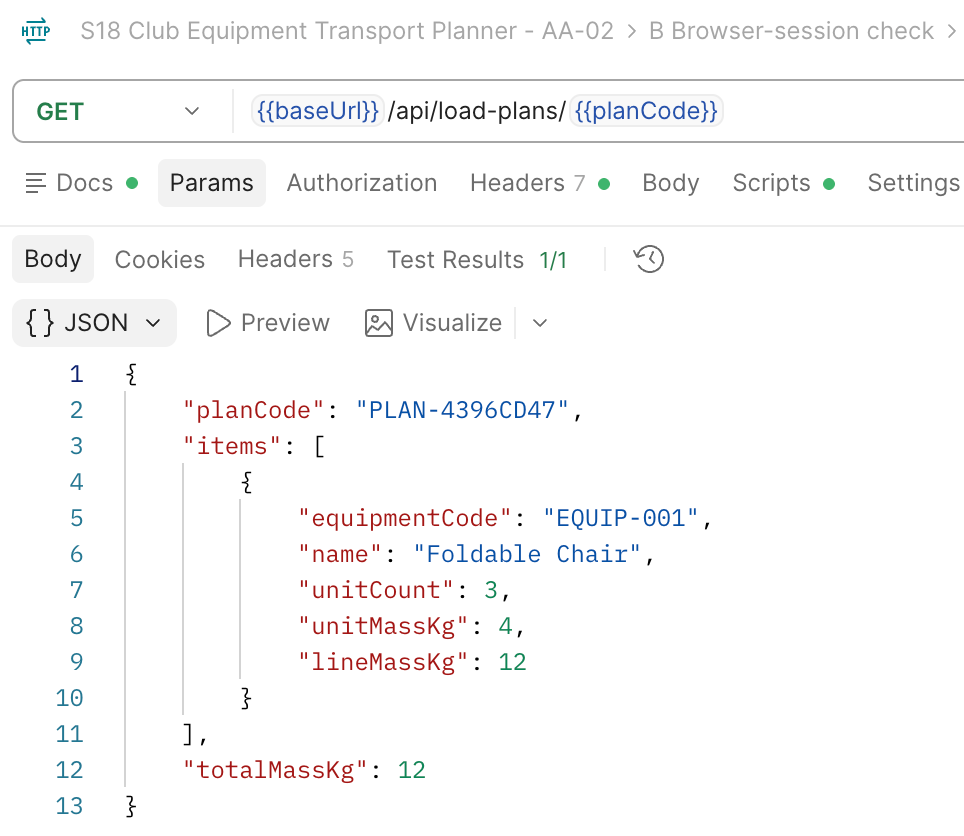 HTTP S18 Club Equipment Transport Planner - AA-02 > B Browser-session check >
GET {{baseUrl}}/api/load-plans/{{planCode}}
Docs Params Authorization Headers 7 Body Scripts Settings
Body Cookies Headers 5 Test Results 1/1
{} JSON Preview Visualize
1 {
2 "planCode": "PLAN-4396CD47",
3 "items": [
4 {
5 "equipmentCode": "EQUIP-001",
6 "name": "Foldable Chair",
7 "unitCount": 3,
8 "unitMassKg": 4,
9 "lineMassKg": 12
10 }
11 ],
12 "totalMassKg": 12
13 }